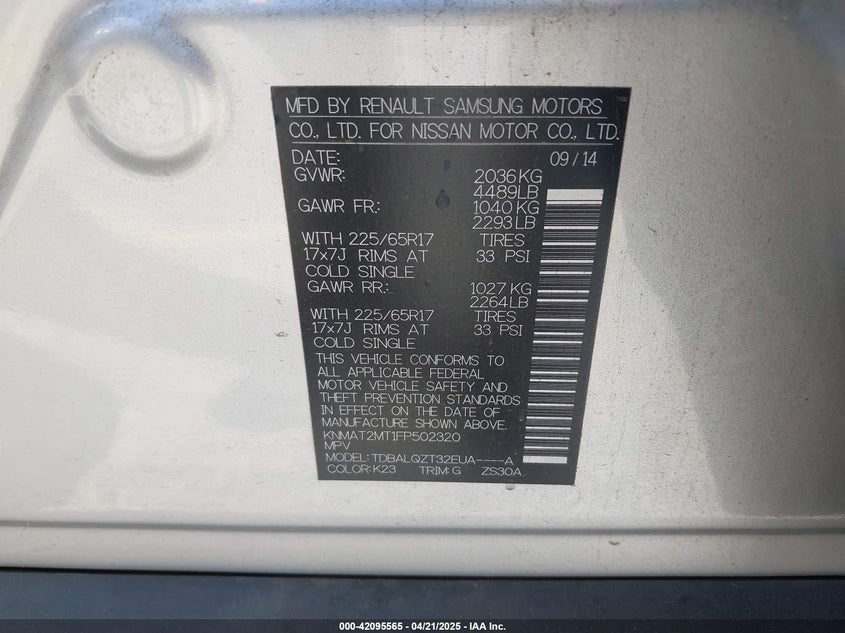 MFD BY RENAULT SAMSUNG MOTORS
CO., LTD. FOR NISSAN MOTOR CO., LTD.
DATE: 09/14
GVWR: 2036KG
4489LB
GAWR FR.: 1040KG
2293LB
WITH 225/65R17 TIRES
17x7J RIMS AT 33 PSI
COLD SINGLE
GAWR RR.: 1027KG
2264LB
WITH 225/65R17 TIRES
17x7J RIMS AT 33 PSI
COLD SINGLE
THIS VEHICLE CONFORMS TO
ALL APPLICABLE FEDERAL
MOTOR VEHICLE SAFETY AND
THEFT PREVENTION STANDARDS
IN EFFECT ON THE DATE OF
MANUFACTURE SHOWN ABOVE.
KNMAT2MT1FP502320
MPV
MODEL: TDBALQZT32EUA----A
COLOR:K23 TRIM:G ZS30A
000-42095565 - 04/21/2025 - IAA Inc.